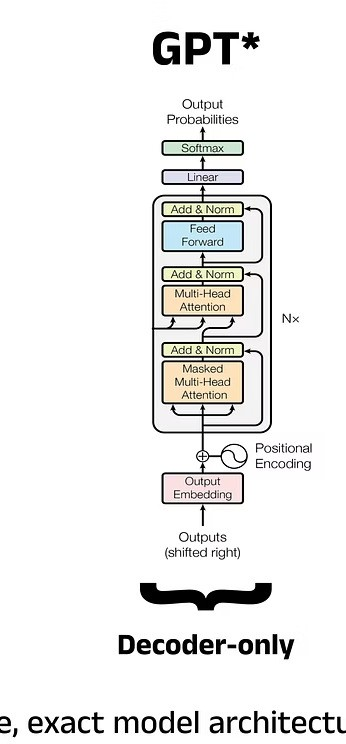 GPT*
Output
Probabilities
Softmax
Linear
Add & Norm
Feed
Forward
Add & Norm
Multi-Head
Attention
N×
Add & Norm
Masked
Multi-Head
Attention
Positional
Encoding
Output
Embedding
Outputs
(shifted right)
Decoder-only
e, exact model architectu